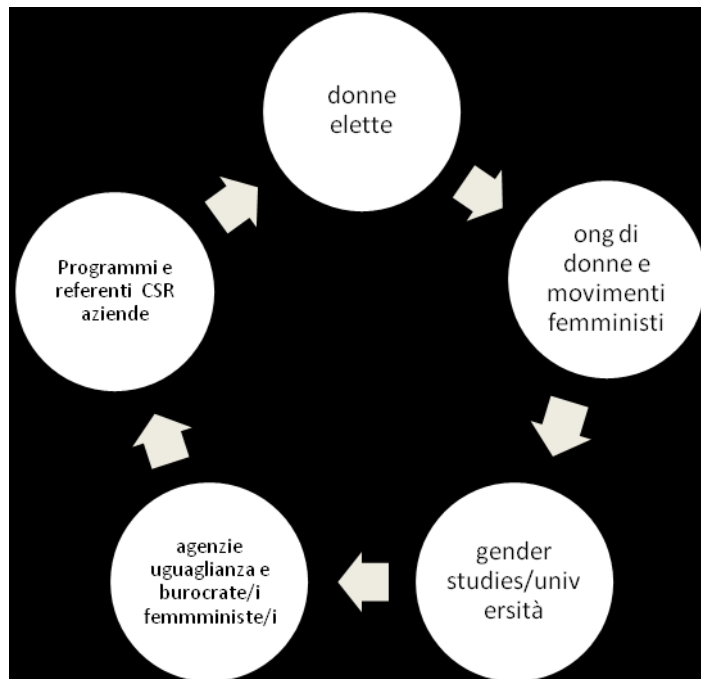 donne
elette
ong di
donne e
movimenti
femministi
gender
studies/univ
ersità
agenzie
uguaglianza e
burocrate/i
femmministe/i
Programmi e
referenti CSR
aziende